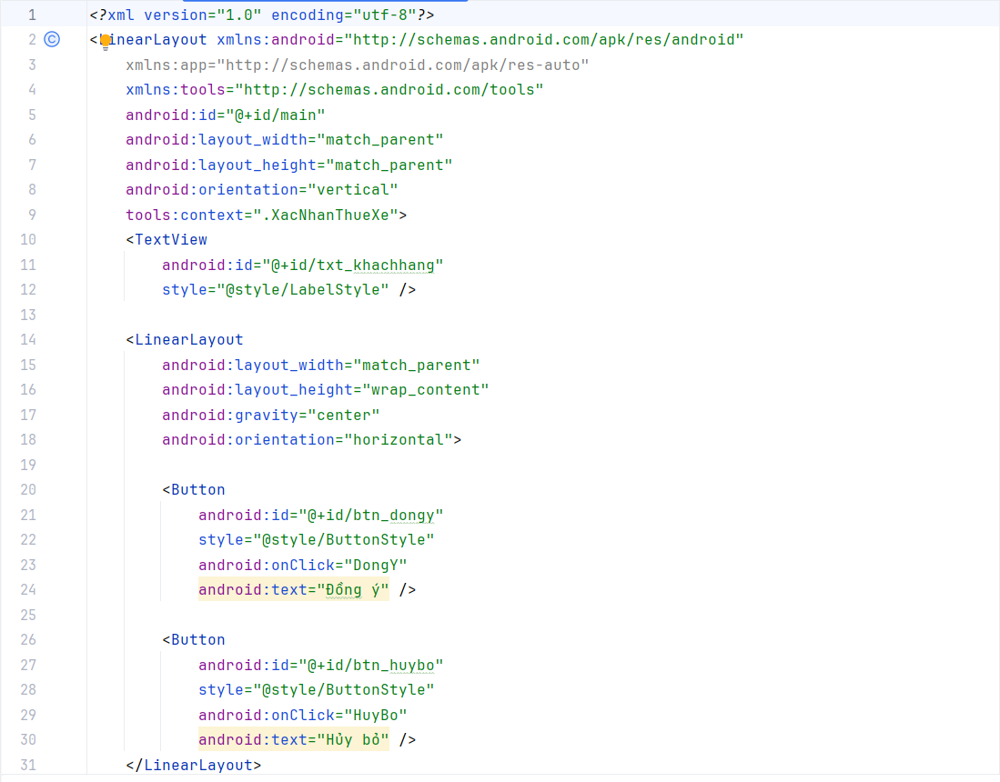 1 <?xml version="1.0" encoding="utf-8"?>
2 <LinearLayout xmlns:android="http://schemas.android.com/apk/res/android"
3 xmlns:app="http://schemas.android.com/apk/res-auto"
4 xmlns:tools="http://schemas.android.com/tools"
5 android:id="@+id/main"
6 android:layout_width="match_parent"
7 android:layout_height="match_parent"
8 android:orientation="vertical"
9 tools:context=".XacNhanThueXe">
10 <TextView
11 android:id="@+id/txt_khachhang"
12 style="@style/LabelStyle" />
13
14 <LinearLayout
15 android:layout_width="match_parent"
16 android:layout_height="wrap_content"
17 android:gravity="center"
18 android:orientation="horizontal">
19
20 <Button
21 android:id="@+id/btn_dongy"
22 style="@style/ButtonStyle"
23 android:onClick="DongY"
24 android:text="Đồng ý" />
25
26 <Button
27 android:id="@+id/btn_huybo"
28 style="@style/ButtonStyle"
29 android:onClick="HuyBo"
30 android:text="Hủy bỏ" />
31 </LinearLayout>